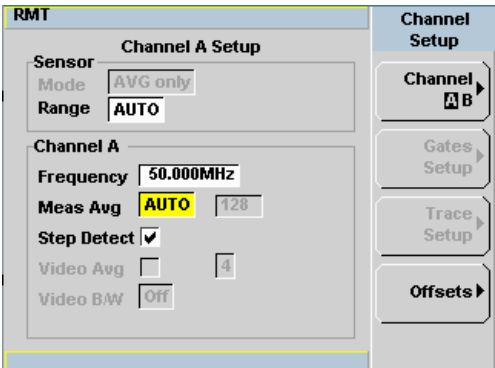 RMT
Channel A Setup
Sensor
Mode AVG only
Range AUTO
Channel A
Frequency 50.000MHz
Meas Avg AUTO 128
Step Detect
Video Avg 4
Video B/W Off
Channel Setup
Channel
A B
Gates
Setup
Trace
Setup
Offsets